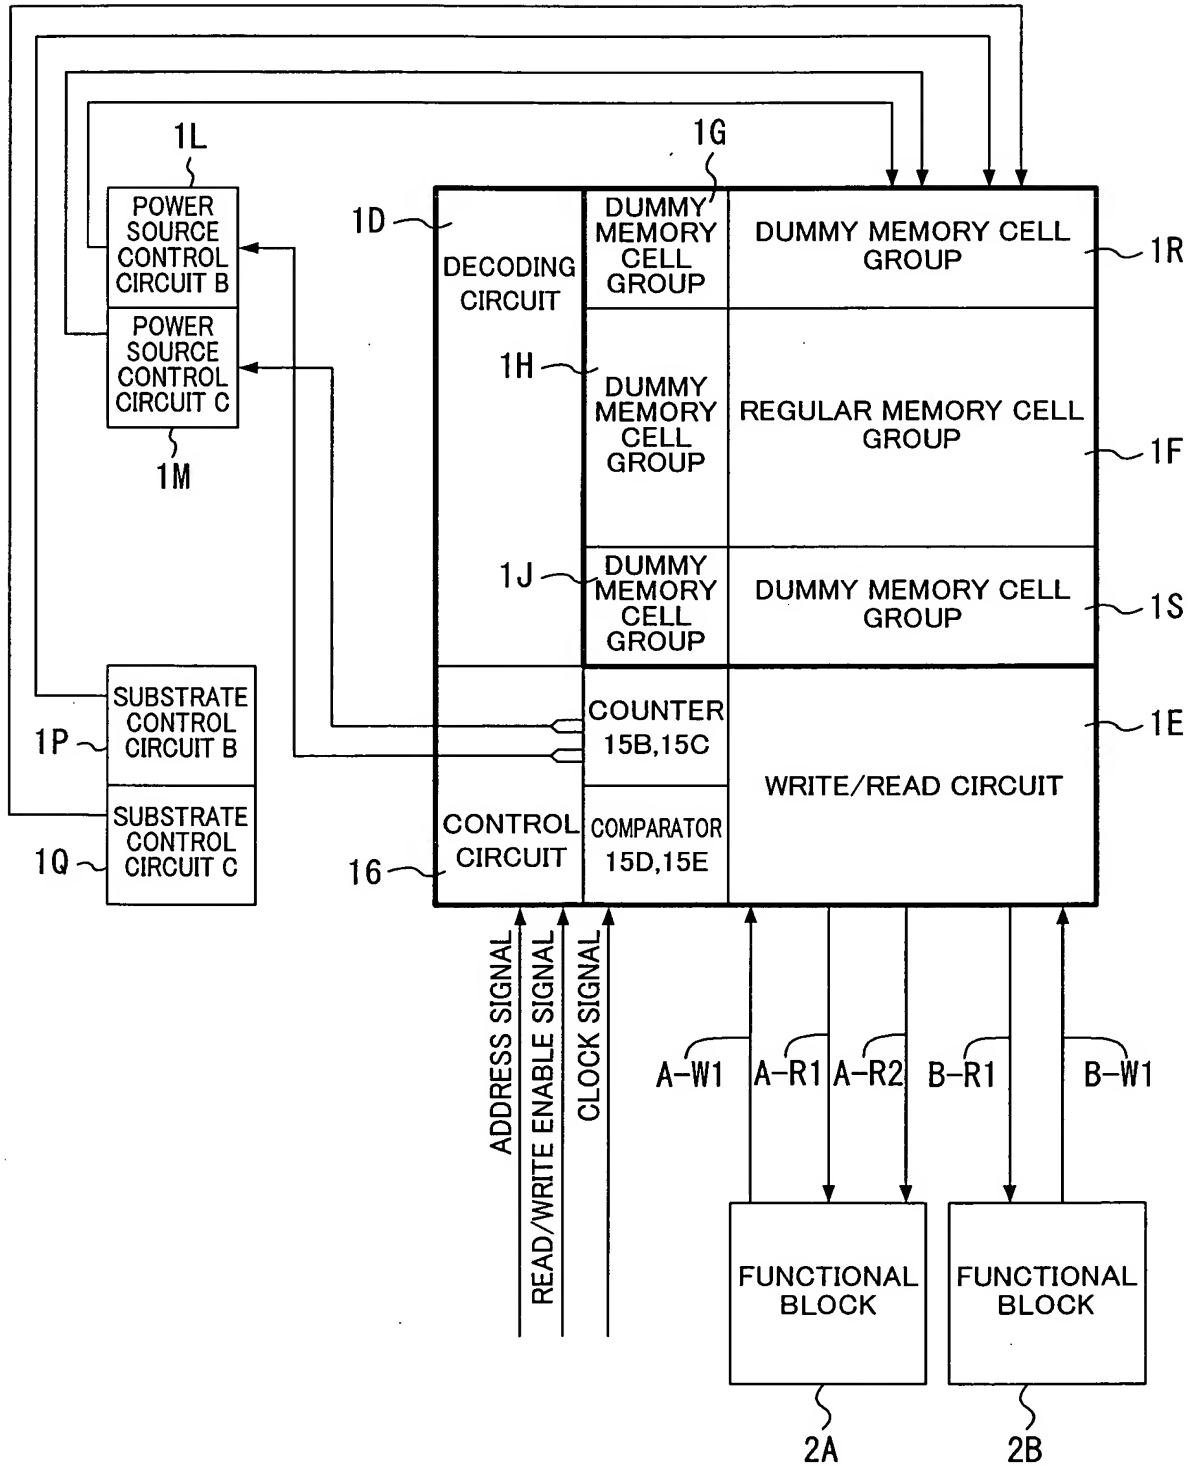 1L
POWER
SOURCE
CONTROL
CIRCUIT B
POWER
SOURCE
CONTROL
CIRCUIT C
1M
SUBSTRATE
CONTROL
CIRCUIT B
1P
SUBSTRATE
CONTROL
CIRCUIT C
1Q
1D
DECODING
CIRCUIT
1G
DUMMY
MEMORY
CELL
GROUP
DUMMY MEMORY CELL
GROUP
1R
1H
DUMMY
MEMORY
CELL
GROUP
REGULAR MEMORY CELL
GROUP
1F
1J
DUMMY
MEMORY
CELL
GROUP
DUMMY MEMORY CELL
GROUP
1S
COUNTER
15B,15C
1E
WRITE/READ CIRCUIT
CONTROL
CIRCUIT
16
COMPARATOR
15D,15E
ADDRESS SIGNAL
READ/WRITE ENABLE SIGNAL
CLOCK SIGNAL
A-W1
A-R1
A-R2
B-R1
B-W1
FUNCTIONAL
BLOCK
2A
FUNCTIONAL
BLOCK
2B